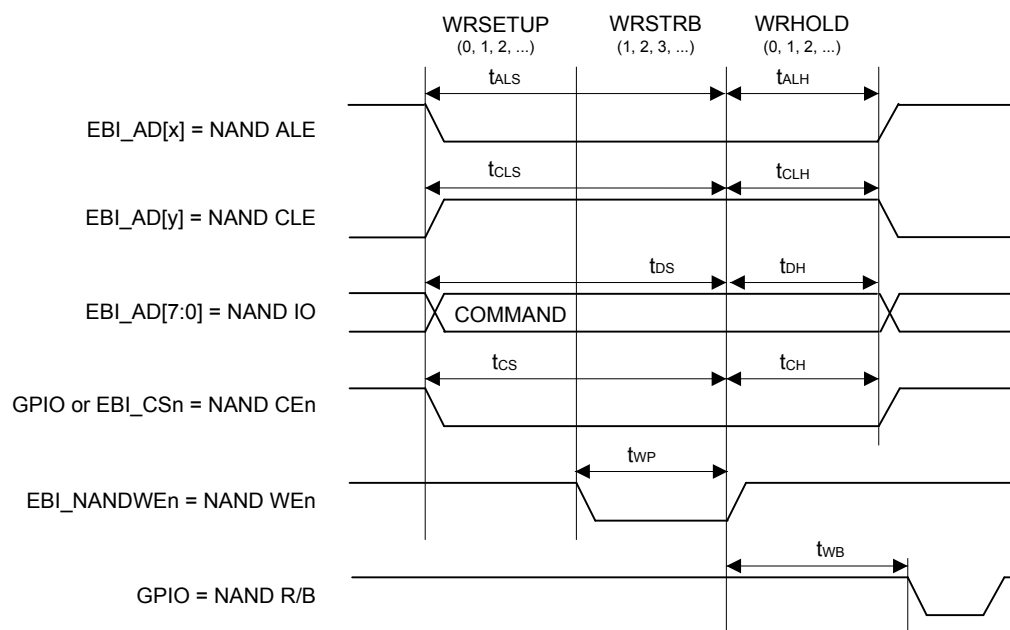 WRSETUP WRSTRB WRHOLD
(0, 1, 2, ...) (1, 2, 3, ...) (0, 1, 2, ...)
tALS tALH
EBI_AD[x] = NAND ALE
tCLS tCLH
EBI_AD[y] = NAND CLE
tDS tDH
EBI_AD[7:0] = NAND IO COMMAND
tCS tCH
GPIO or EBI_CSn = NAND CEn
tWP
EBI_NANDWEn = NAND WEn
tWB
GPIO = NAND R/B